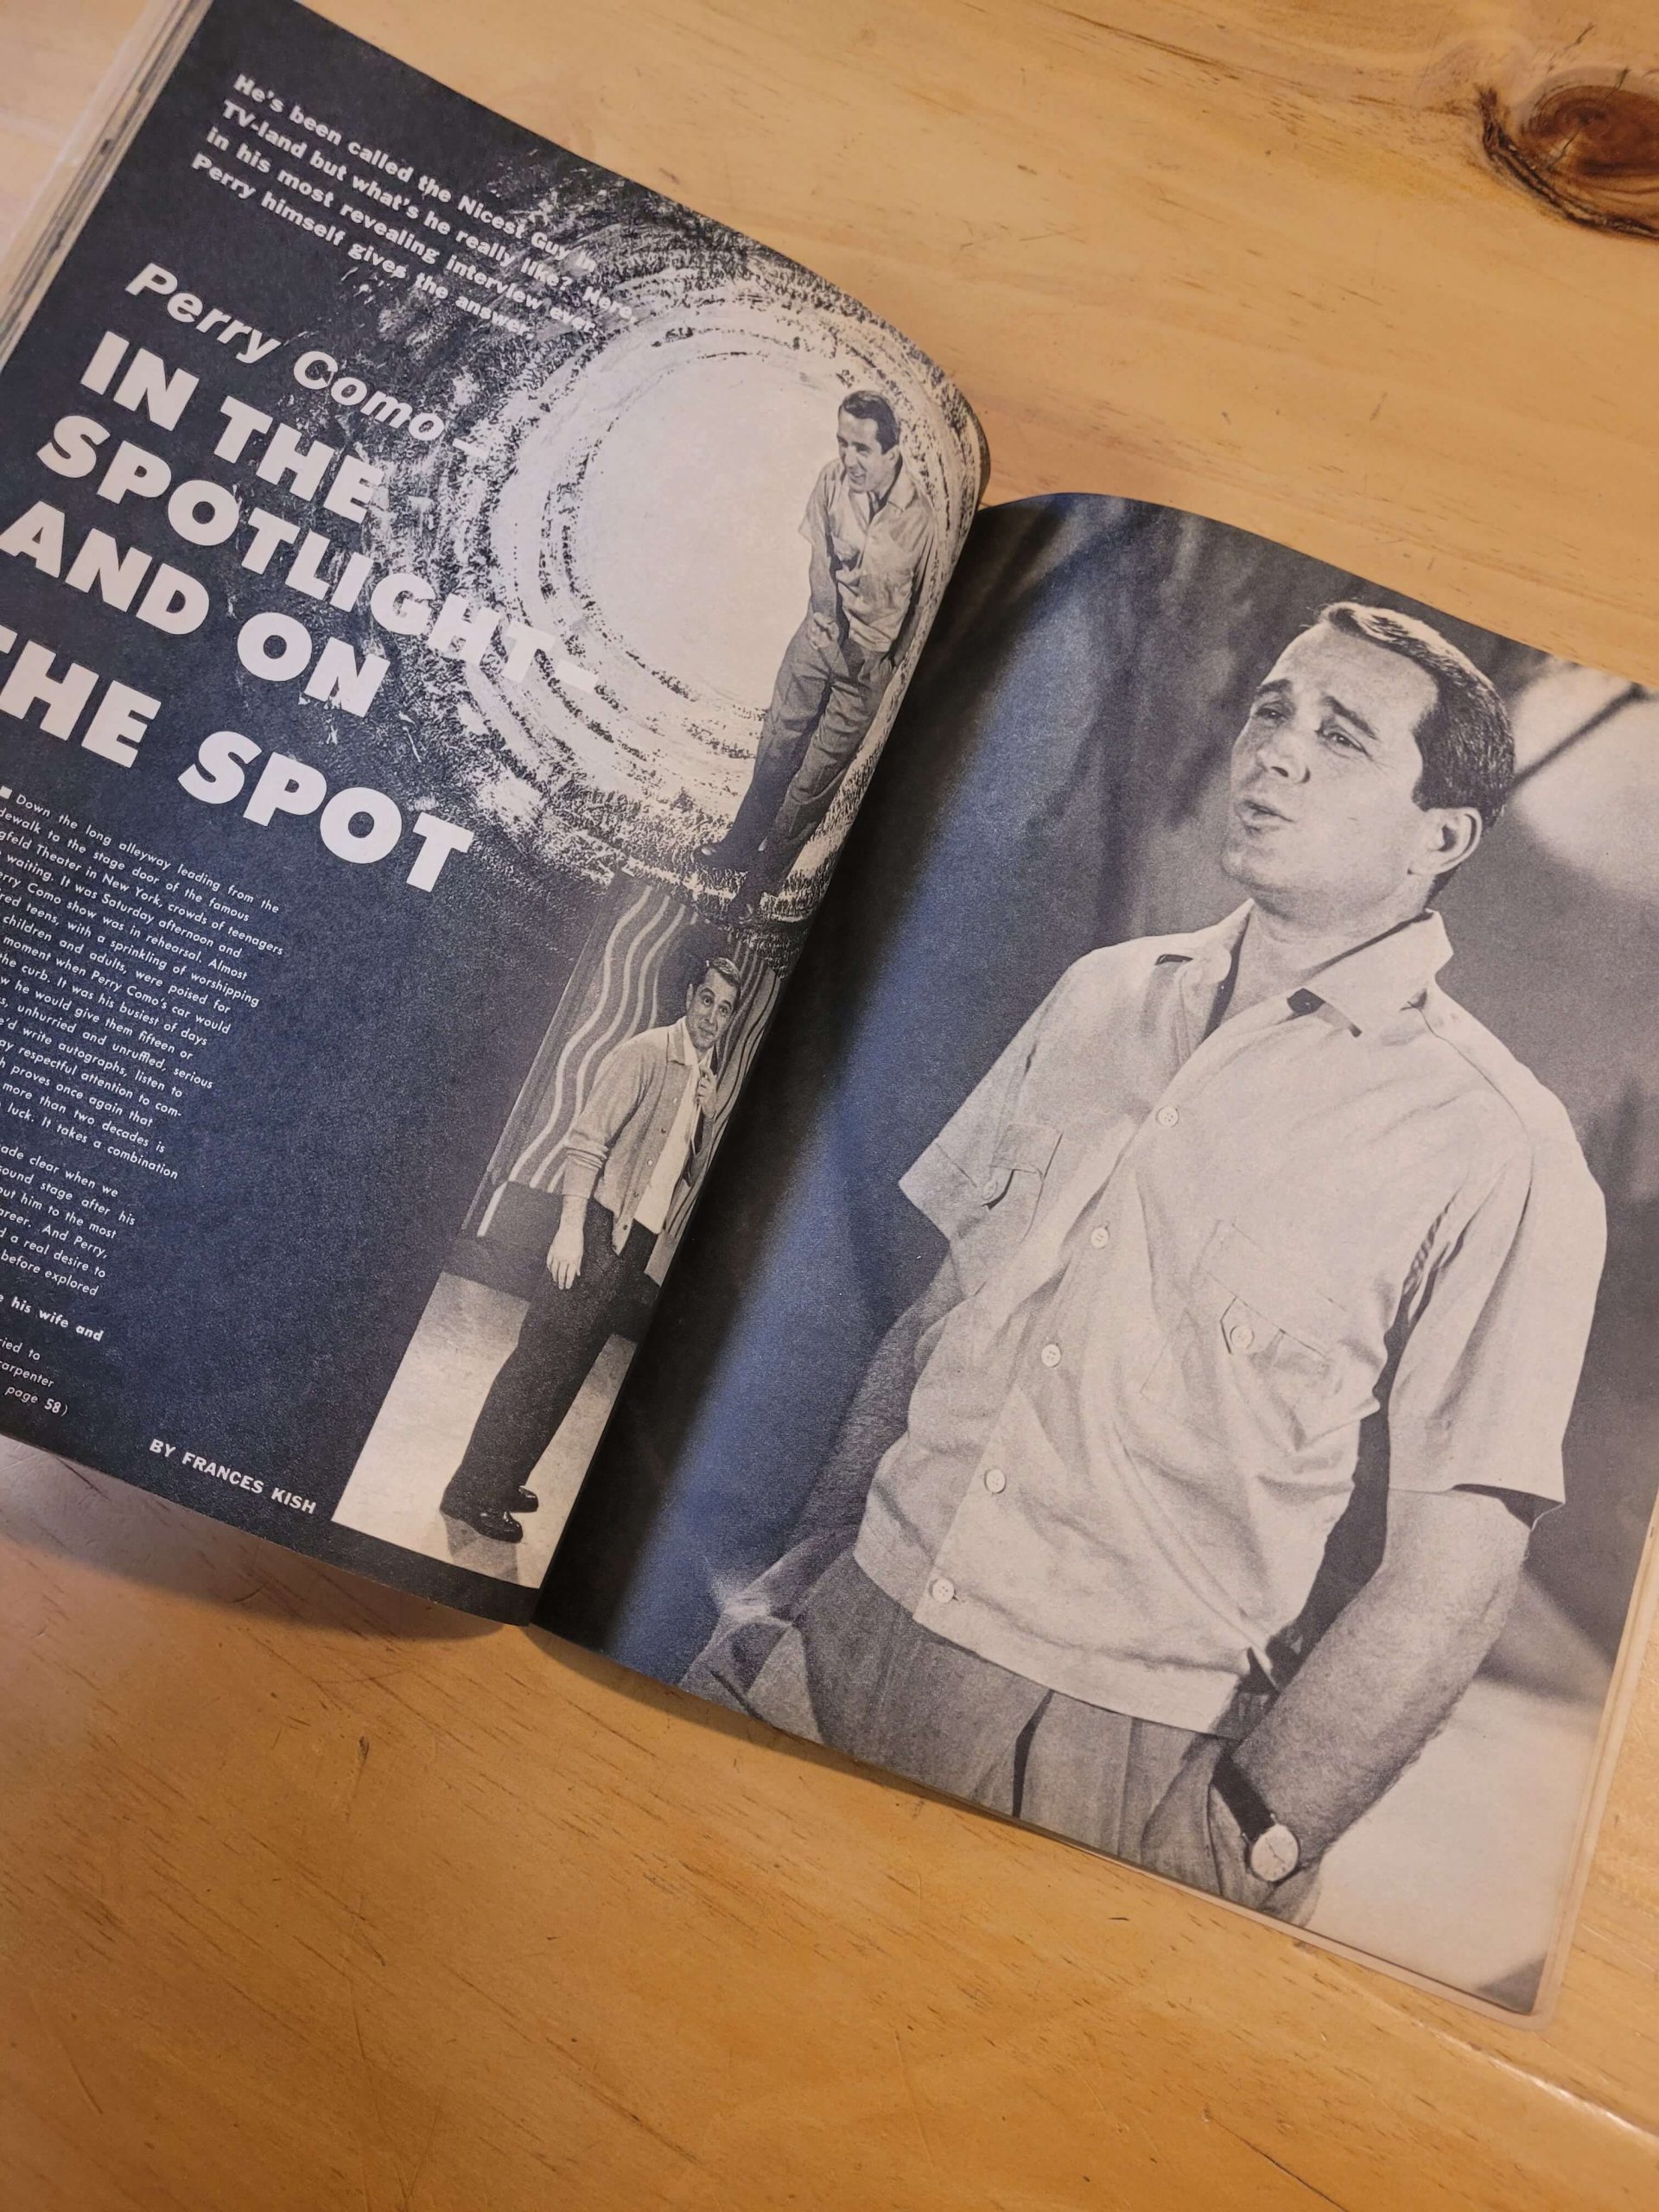 He's been called the Nicest Guy in
TV-land but what's he really like? Here,
in his most revealing interview ever
Perry himself gives the answer.
Perry Como—
IN THE
SPOTLIGHT—
AND ON
THE SPOT
Down the long alleyway leading from the
to the stage door of the famous
Theater in New York, crowds of teenagers
waiting. It was Saturday afternoon and
Como show was in rehearsal. Almost
teens, with a sprinkling of worshipping
children and adults, were poised for
moment when Perry Como's car would
the curb. It was his busiest of days
he would give them fifteen or
unhurried and unruffled, serious
write autographs, listen to
respectful attention to com-
proves once again that
more than two decades is
luck. It takes a combination
clear when we
sound stage after his
put him to the most
And Perry,
a real desire to
before explored
his wife and
to
carpenter
page 58)
BY FRANCES KISH